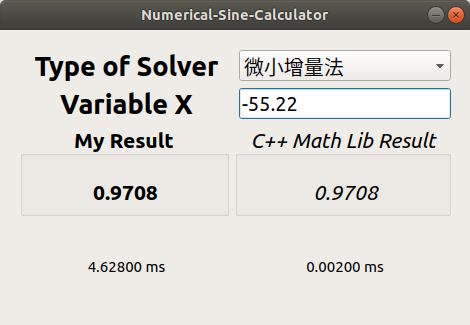 Numerical-Sine-Calculator
Type of Solver 微小增量法
Variable X -55.22
My Result C++ Math Lib Result
0.9708 0.9708
4.62800 ms 0.00200 ms